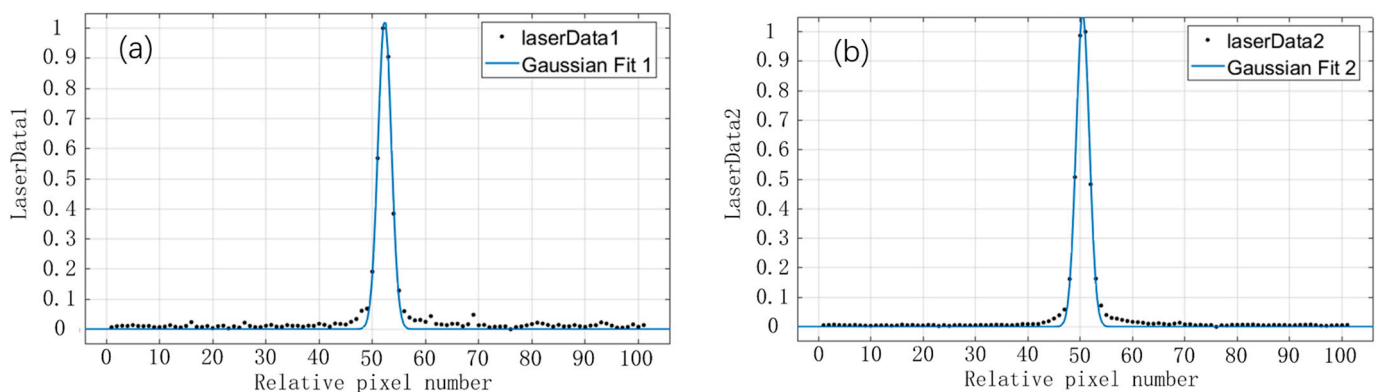 (a)
laserData1
Gaussian Fit 1
LaserData1
1
0.9
0.8
0.7
0.6
0.5
0.4
0.3
0.2
0.1
0
0 10 20 30 40 50 60 70 80 90 100
Relative pixel number
(b)
laserData2
Gaussian Fit 2
LaserData2
1
0.9
0.8
0.7
0.6
0.5
0.4
0.3
0.2
0.1
0
0 10 20 30 40 50 60 70 80 90 100
Relative pixel number